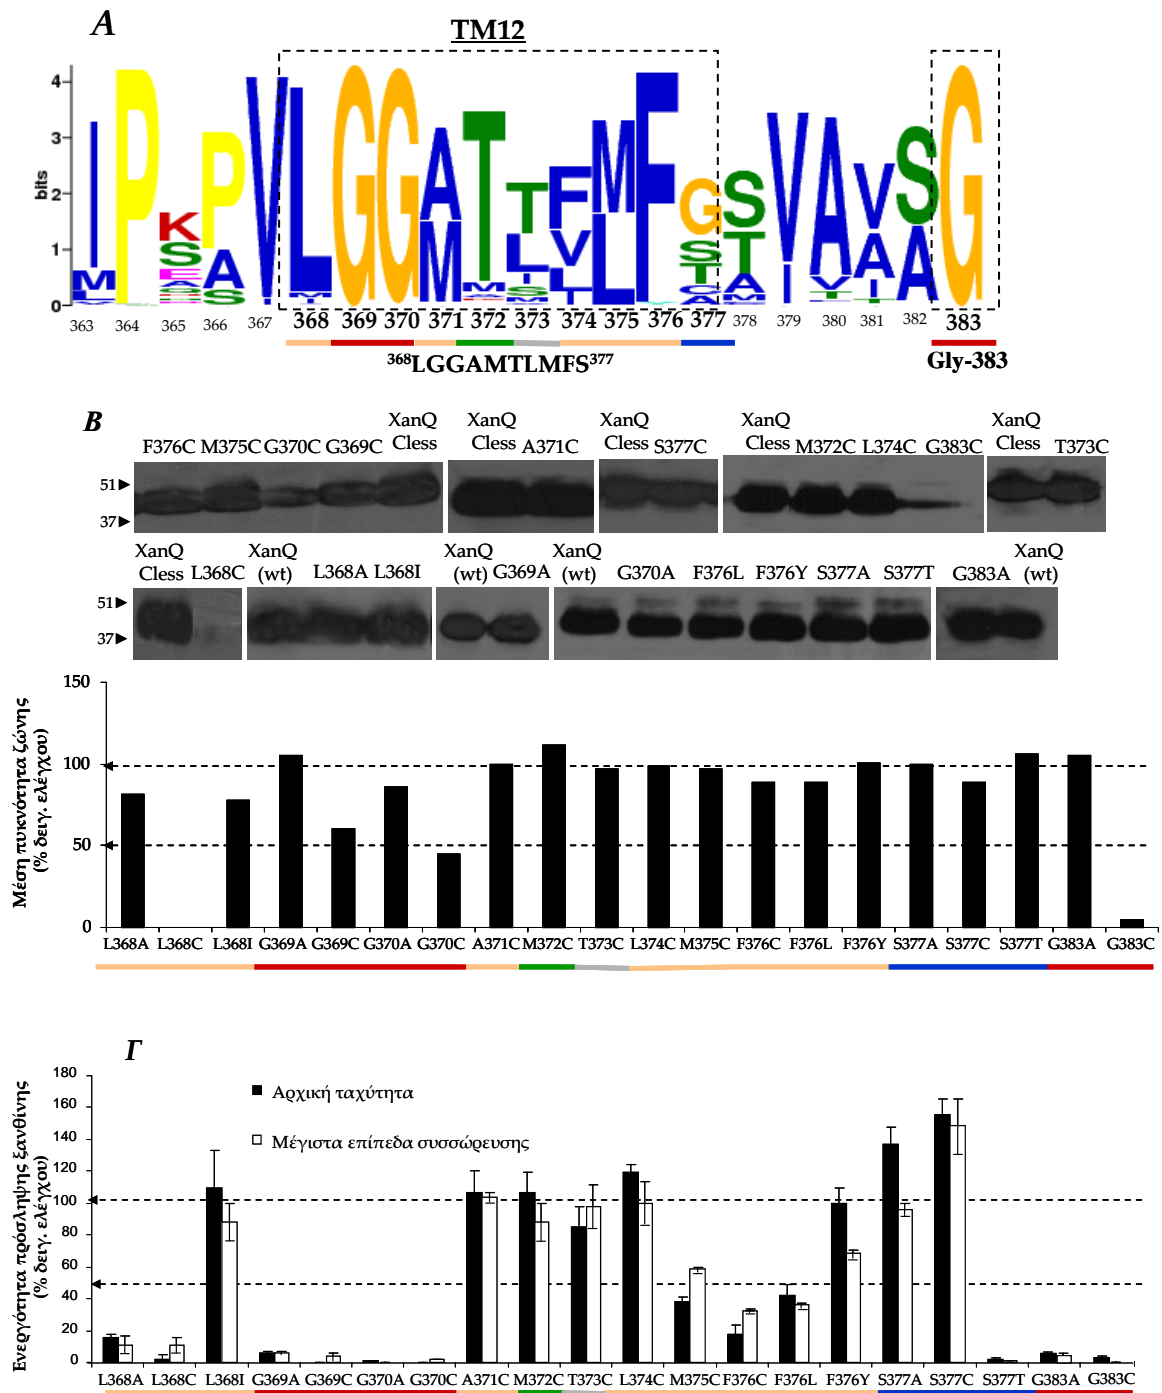 A
TM12
bits
4
3
2
1
0
363 364 365 366 367 368 369 370 371 372 373 374 375 376 377 378 379 380 381 382 383
³⁶⁸LGGAMTLMFS³⁷⁷
Gly-383
B
F376C M375C G370C G369C XanQ Cless
XanQ Cless A371C
XanQ Cless S377C
XanQ Cless M372C L374C G383C
XanQ Cless T373C
51
37
XanQ Cless L368C
XanQ (wt) L368A L368I
XanQ (wt) G369A
XanQ (wt) G370A F376L F376Y S377A S377T
G383A XanQ (wt)
51
37
Μέση πυκνότητα ζώνης
(% δειγ. ελέγχου)
150
100
50
0
L368A L368C L368I G369A G369C G370A G370C A371C M372C T373C L374C M375C F376C F376L F376Y S377A S377C S377T G383A G383C
Γ
Ενεργότητα πρόσληψης ξανθίνης
(% δειγ. ελέγχου)
180
160
140
120
100
80
60
40
20
0
Αρχική ταχύτητα
Μέγιστα επίπεδα συσσώρευσης
L368A L368C L368I G369A G369C G370A G370C A371C M372C T373C L374C M375C F376C F376L F376Y S377A S377C S377T G383A G383C